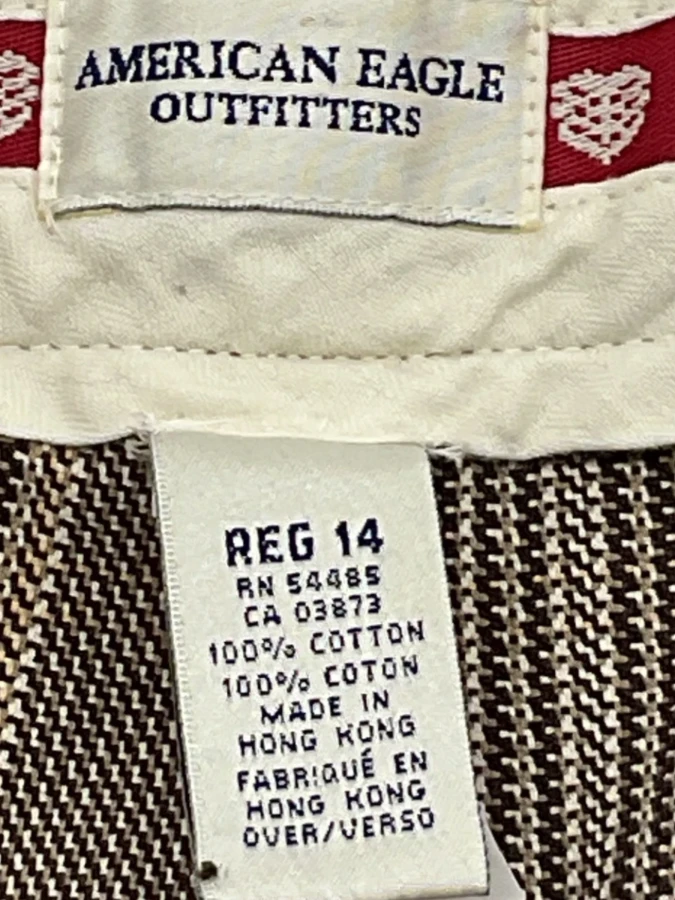 AMERICAN EAGLE
OUTFITTERS
REG 14
RN 54485
CA 03873
100% COTTON
100% COTON
MADE IN
HONG KONG
FABRIQUÉ EN
HONG KONG
OVER/VERSO